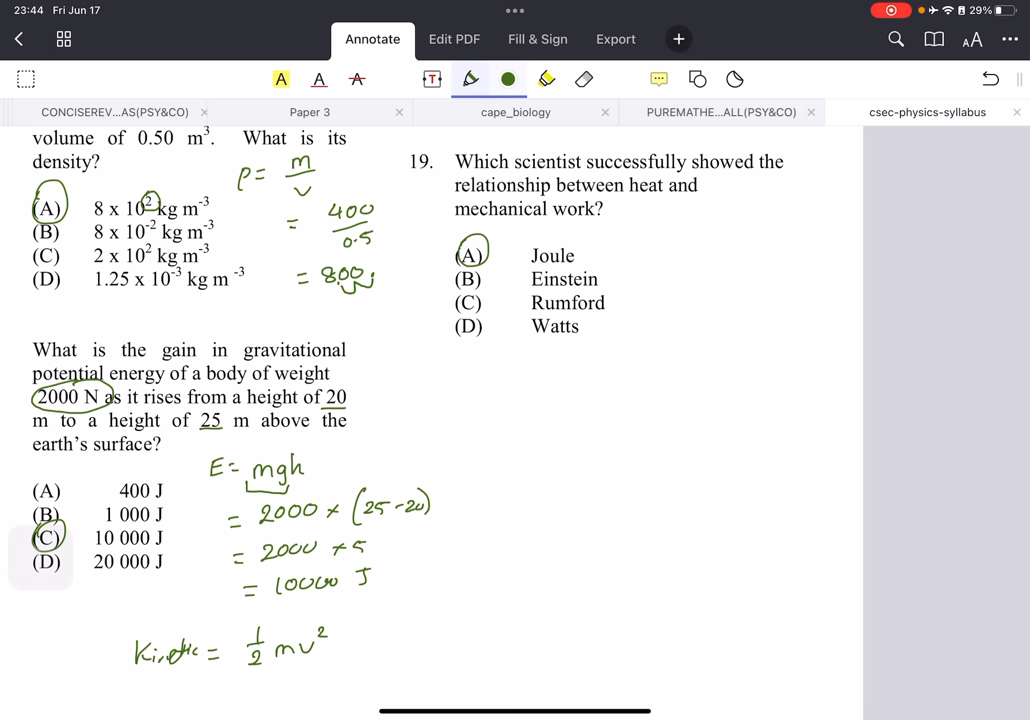 23:44 Fri Jun 17
29%
Annotate
Edit PDF
Fill & Sign
Export
AA
A A A T
CONCISEREV...AS(PSY&CO)
Paper 3
cape_biology
PUREMATHE...ALL(PSY&CO)
csec-physics-syllabus
volume of 0.50 m³. What is its
density?
(A) 8 x 10² kg m⁻³
(B) 8 x 10⁻² kg m⁻³
(C) 2 x 10² kg m⁻³
(D) 1.25 x 10⁻³ kg m ⁻³
ρ = m
v
= 400
0.5
= 800
What is the gain in gravitational
potential energy of a body of weight
2000 N as it rises from a height of 20
m to a height of 25 m above the
earth's surface?
(A) 400 J
(B) 1 000 J
(C) 10 000 J
(D) 20 000 J
E = mgh
= 2000 × (25 - 20)
= 2000 × 5
= 10000 J
Kinetic = 1/2 mv²
19. Which scientist successfully showed the
relationship between heat and
mechanical work?
(A) Joule
(B) Einstein
(C) Rumford
(D) Watts